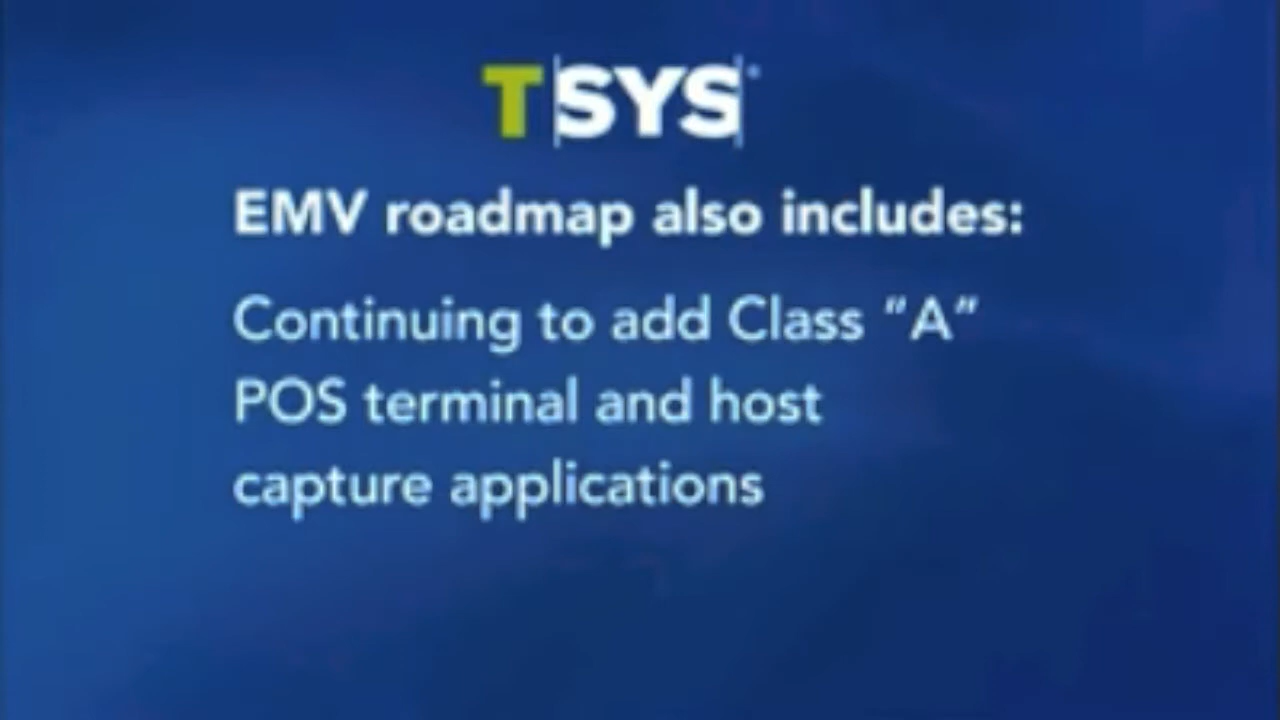 TSYS
EMV roadmap also includes:
Continuing to add Class “A”
POS terminal and host
capture applications